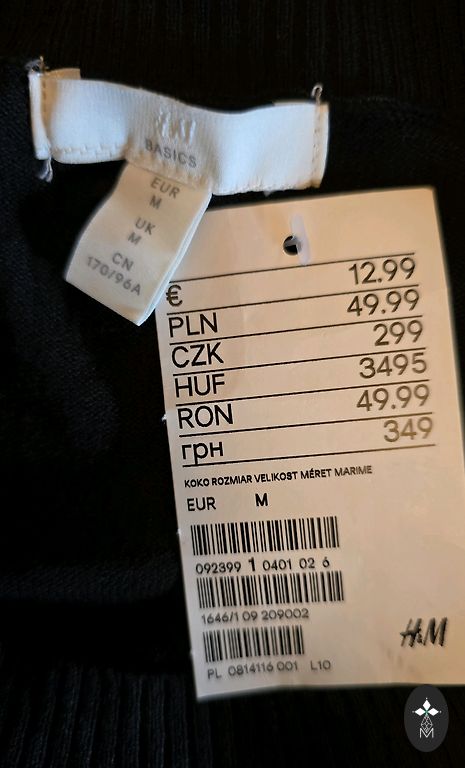 H&M
BASICS
EUR
M
UK
M
CN
170/96A
€ 12.99
PLN 49.99
CZK 299
HUF 3495
RON 49.99
грн 349
KOKO ROZMIAR VELIKOST MÉRET MARIME
EUR M
092399 1 0401 02 6
1646/1 09 209002
PL 0814116 001 L10
H&M
M